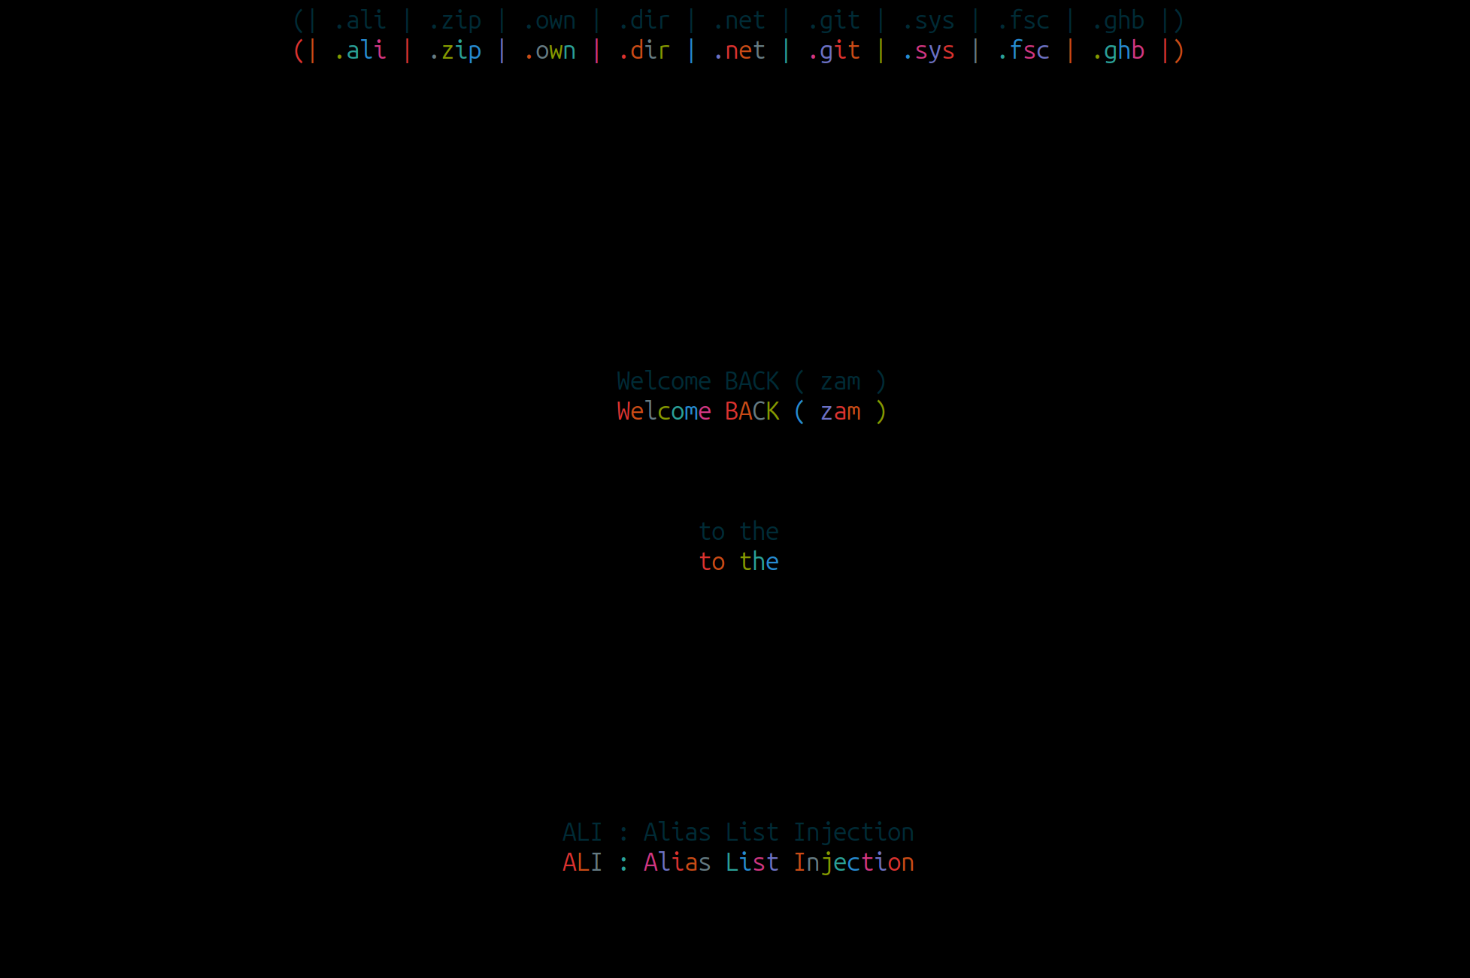 (| .ali | .zip | .own | .dir | .net | .git | .sys | .fsc | .ghb |)
(| .ali | .zip | .own | .dir | .net | .git | .sys | .fsc | .ghb |)
Welcome BACK ( zam )
Welcome BACK ( zam )
to the
to the
ALI : Alias List Injection
ALI : Alias List Injection